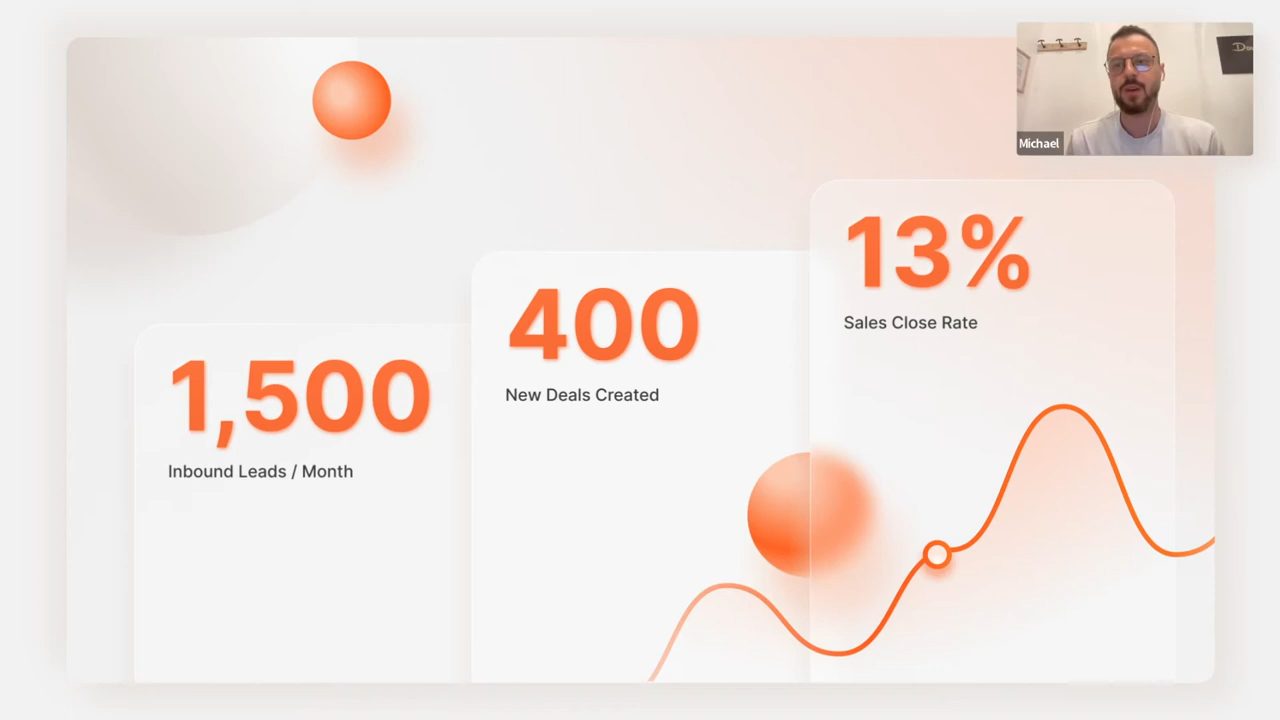 Michael
13%
Sales Close Rate
400
New Deals Created
1,500
Inbound Leads / Month